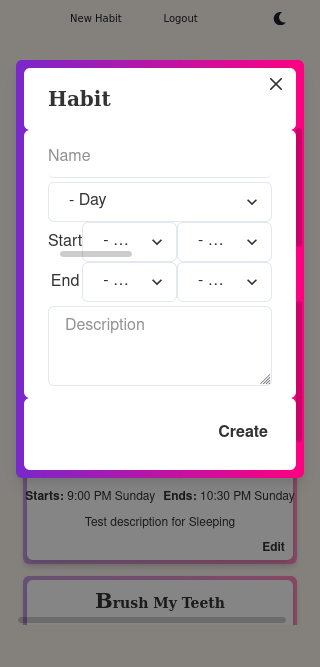 New Habit Logout
Habit
Name
- Day
Start - ... - ...
End - ... - ...
Description
Create
Starts: 9:00 PM Sunday Ends: 10:30 PM Sunday
Test description for Sleeping
Edit
Brush My Teeth